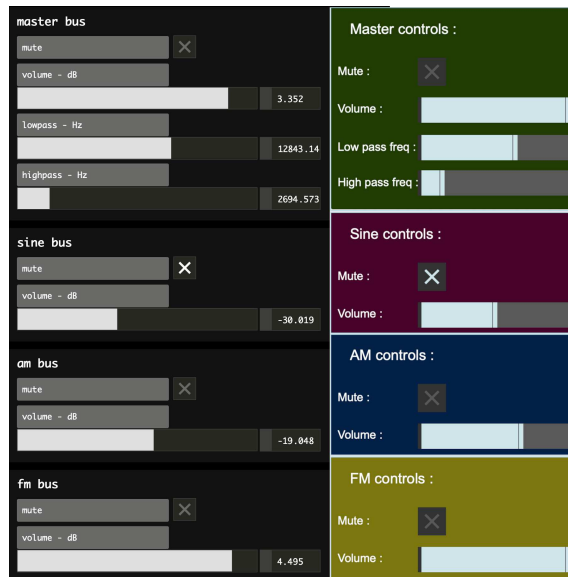 master bus
mute
volume - dB
3.352
lowpass - Hz
12843.14
highpass - Hz
2694.573
sine bus
mute
volume - dB
-30.019
am bus
mute
volume - dB
-19.048
fm bus
mute
volume - dB
4.495
Master controls :
Mute :
Volume :
Low pass freq :
High pass freq :
Sine controls :
Mute :
Volume :
AM controls :
Mute :
Volume :
FM controls :
Mute :
Volume :